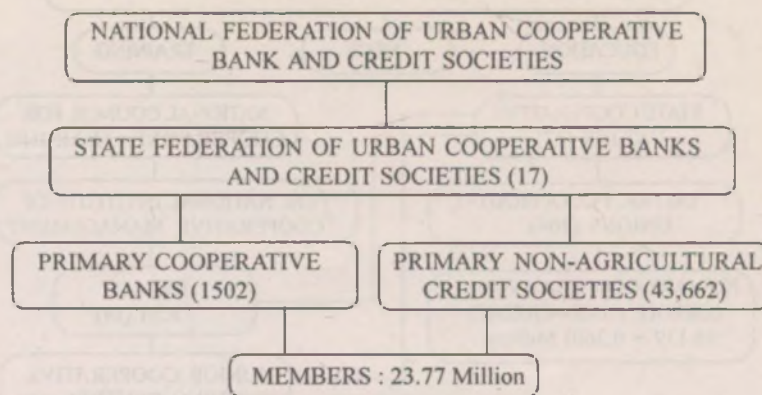 NATIONAL FEDERATION OF URBAN COOPERATIVE
BANK AND CREDIT SOCIETIES
STATE FEDERATION OF URBAN COOPERATIVE BANKS
AND CREDIT SOCIETIES (17)
PRIMARY COOPERATIVE
BANKS (1502)
PRIMARY NON-AGRICULTURAL
CREDIT SOCIETIES (43,662)
MEMBERS : 23.77 Million